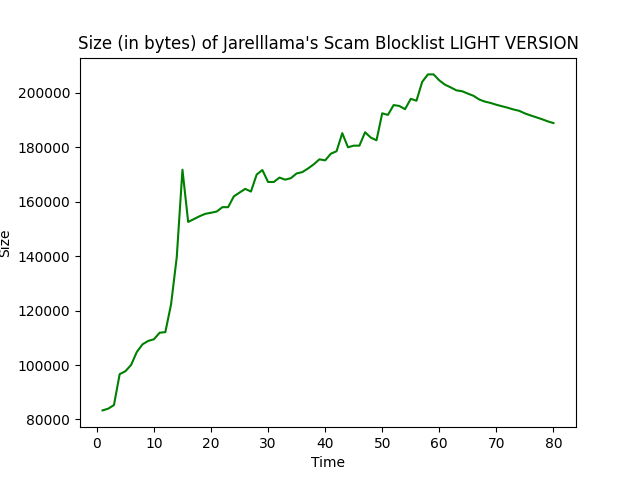 Size (in bytes) of Jarelllama's Scam Blocklist LIGHT VERSION
200000
180000
160000
140000
120000
100000
80000
Size
0 10 20 30 40 50 60 70 80
Time